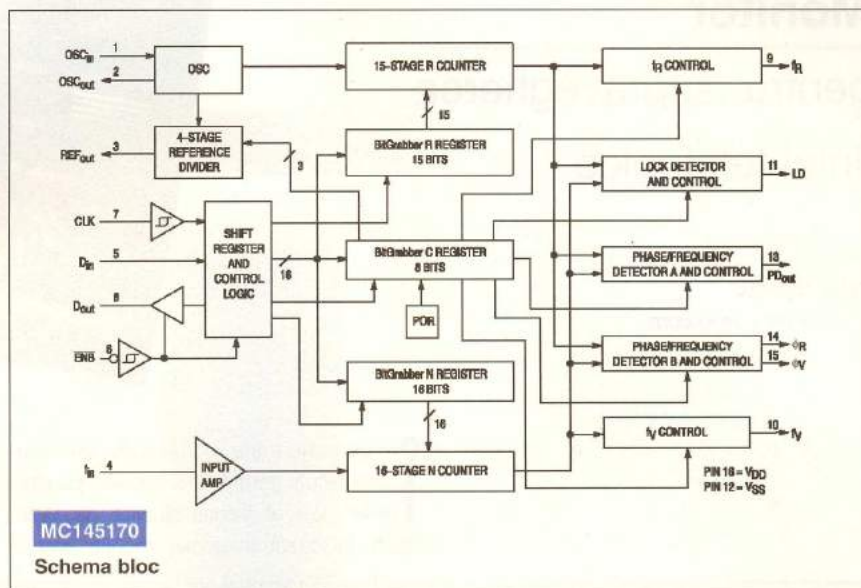 OSCin 1
OSCout 2
OSC
15-STAGE R COUNTER
fR CONTROL
9 fR
15
4-STAGE
REFERENCE
DIVIDER
REFout 3
3
BitGrabber R REGISTER
15 BITS
LOCK DETECTOR
AND CONTROL
11 LD
CLK 7
Din 5
Dout 6
SHIFT
REGISTER
AND
CONTROL
LOGIC
16
BitGrabber C REGISTER
8 BITS
POR
PHASE/FREQUENCY
DETECTOR A AND CONTROL
13
PDout
ENB 8
PHASE/FREQUENCY
DETECTOR B AND CONTROL
14 ϕR
15 ϕV
BitGrabber N REGISTER
16 BITS
16
fV CONTROL
10 fV
fin 4
INPUT
AMP
16-STAGE N COUNTER
PIN 16 = VDD
PIN 12 = VSS
MC145170
Schema bloc